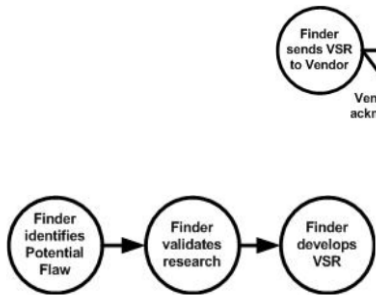 Finder
sends VSR
to Vendor
Finder
identifies
Potential
Flaw
Finder
validates
research
Finder
develops
VSR